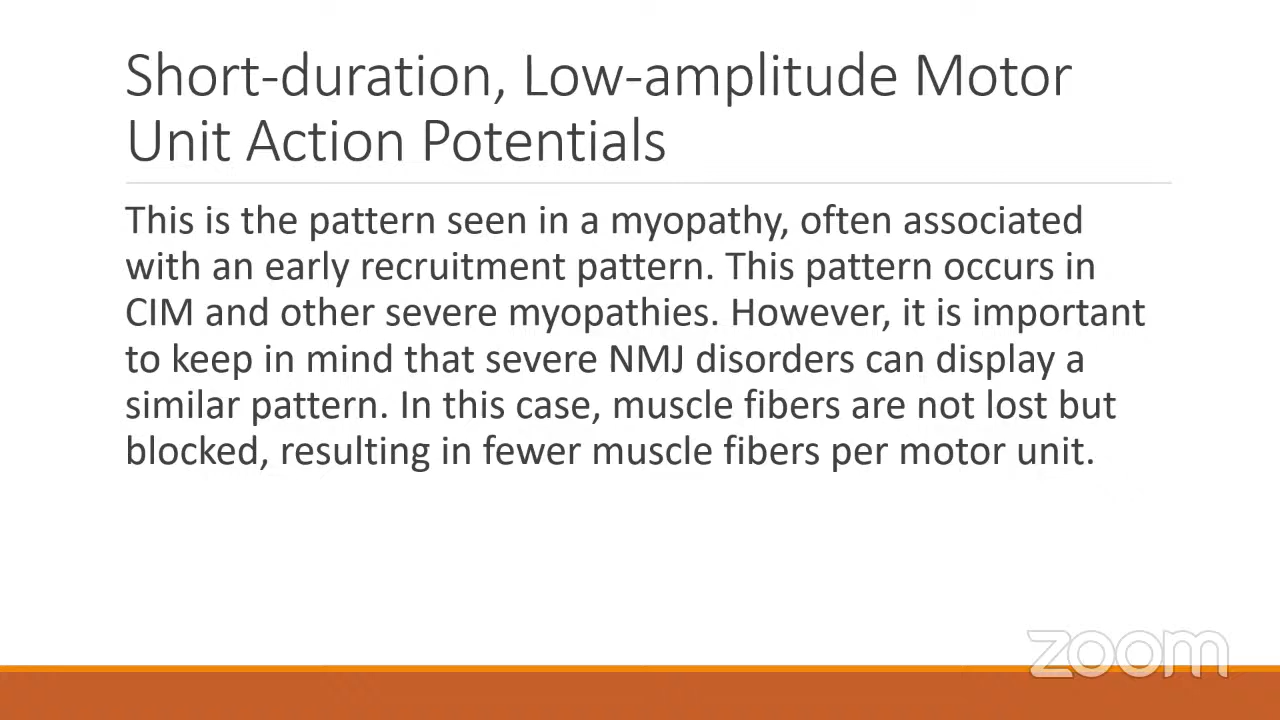 Short-duration, Low-amplitude Motor
Unit Action Potentials
This is the pattern seen in a myopathy, often associated
with an early recruitment pattern. This pattern occurs in
CIM and other severe myopathies. However, it is important
to keep in mind that severe NMJ disorders can display a
similar pattern. In this case, muscle fibers are not lost but
blocked, resulting in fewer muscle fibers per motor unit.
zoom